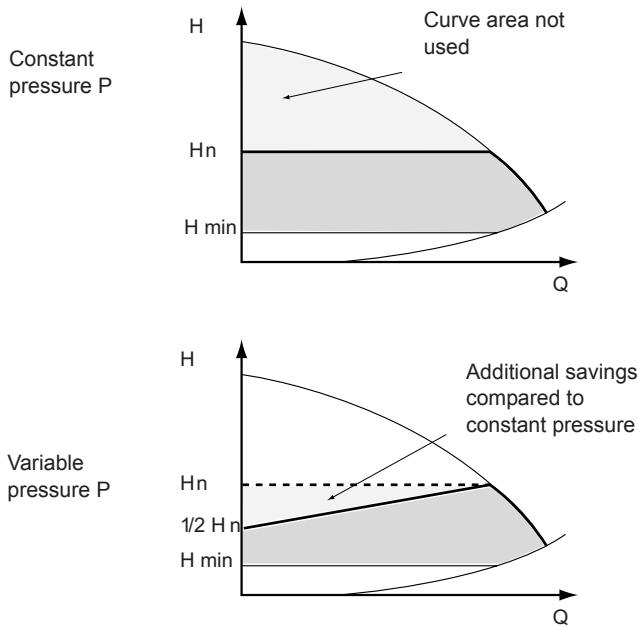 H
Curve area not
used
Constant
pressure P
Hn
H min
Q
H
Additional savings
compared to
constant pressure
Variable
pressure P
Hn
1/2 Hn
H min
Q